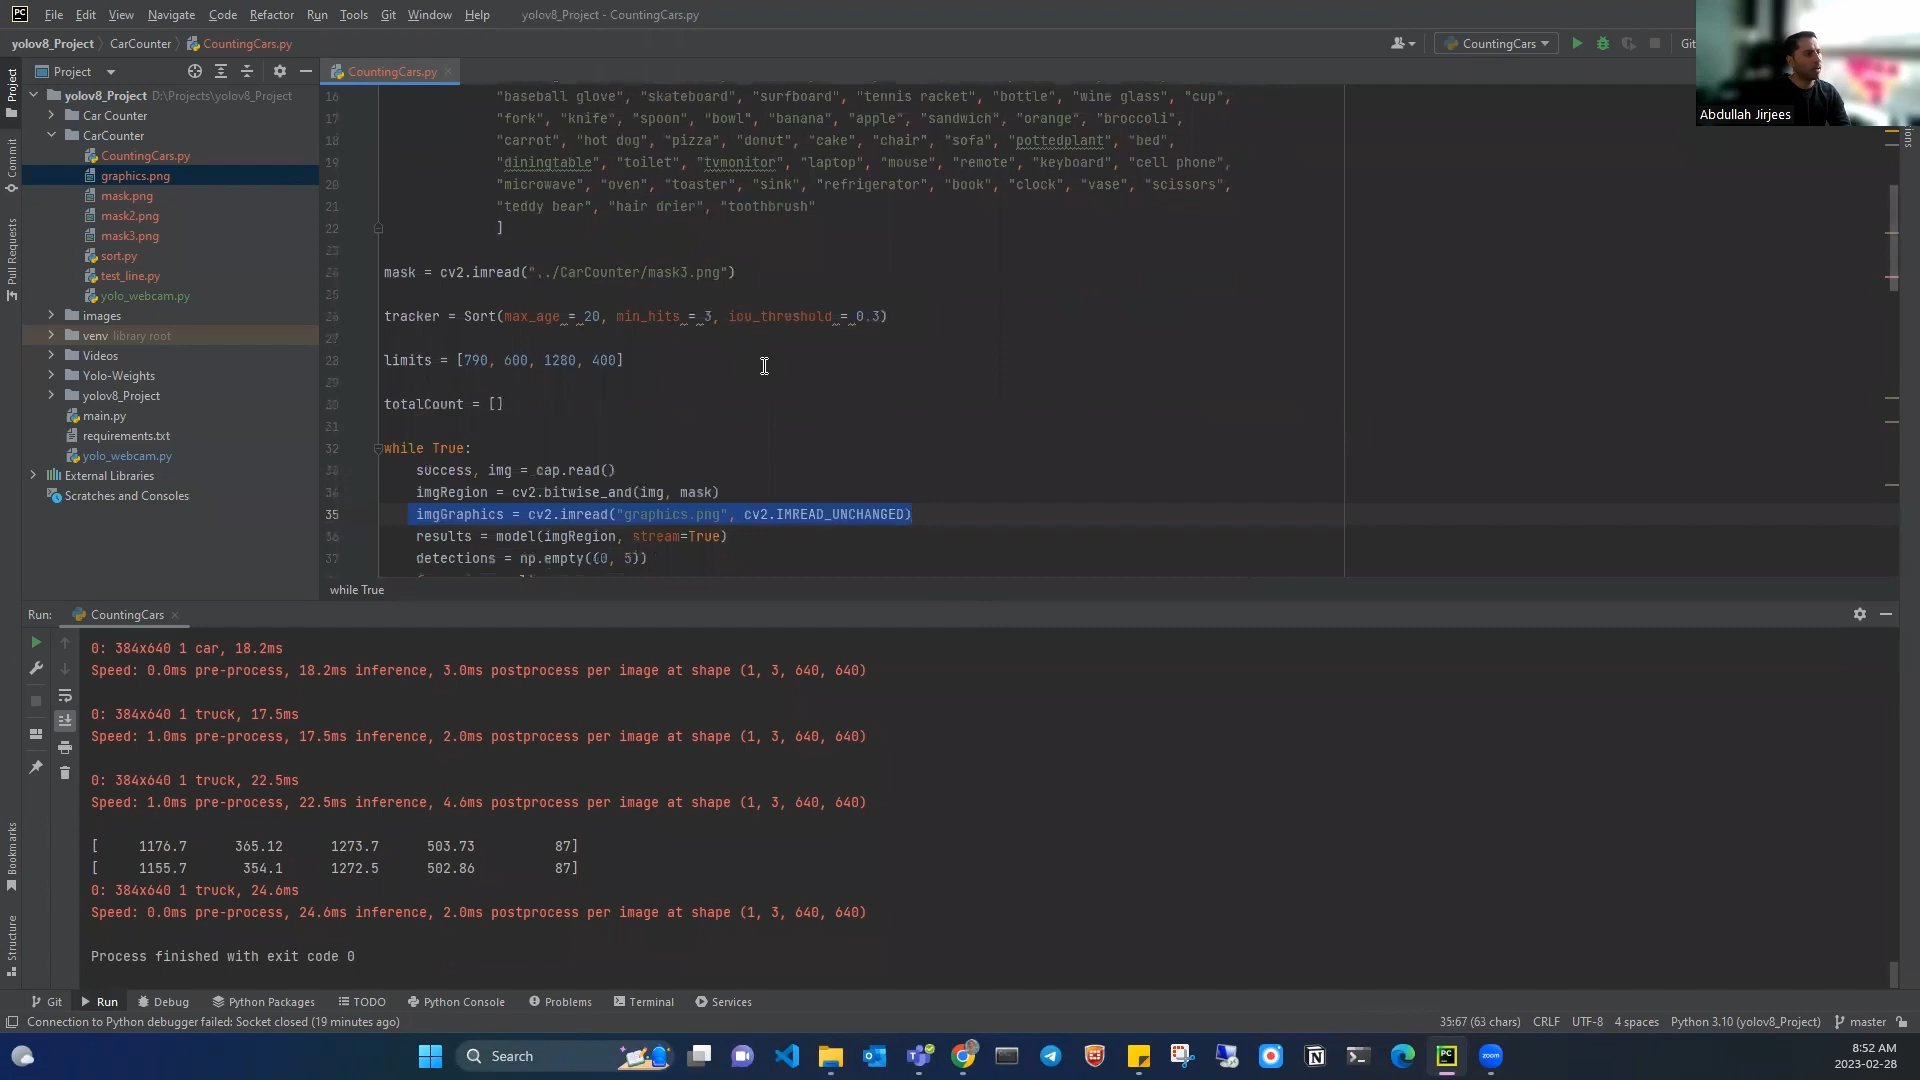 PC File Edit View Navigate Code Refactor Run Tools Git Window Help yolov8_Project - CountingCars.py
yolov8_Project CarCounter CountingCars.py CountingCars Git
Abdullah Jirjees
Project CountingCars.py
Project
Commit
Pull Requests
Bookmarks
Structure
yolov8_Project D:\Projects\yolov8_Project
Car Counter
CarCounter
CountingCars.py
graphics.png
mask.png
mask2.png
mask3.png
sort.py
test_line.py
yolo_webcam.py
images
venv library root
Videos
Yolo-Weights
yolov8_Project
main.py
requirements.txt
yolo_webcam.py
External Libraries
Scratches and Consoles
16 "baseball glove", "skateboard", "surfboard", "tennis racket", "bottle", "wine glass", "cup",
17 "fork", "knife", "spoon", "bowl", "banana", "apple", "sandwich", "orange", "broccoli",
18 "carrot", "hot dog", "pizza", "donut", "cake", "chair", "sofa", "pottedplant", "bed",
19 "diningtable", "toilet", "tvmonitor", "laptop", "mouse", "remote", "keyboard", "cell phone",
20 "microwave", "oven", "toaster", "sink", "refrigerator", "book", "clock", "vase", "scissors",
21 "teddy bear", "hair drier", "toothbrush"
22 ]
23
24 mask = cv2.imread("../CarCounter/mask3.png")
25
26 tracker = Sort(max_age = 20, min_hits = 3, iou_threshold = 0.3)
27
28 limits = [790, 600, 1280, 400]
29
30 totalCount = []
31
32 while True:
33 success, img = cap.read()
34 imgRegion = cv2.bitwise_and(img, mask)
35 imgGraphics = cv2.imread("graphics.png", cv2.IMREAD_UNCHANGED)
36 results = model(imgRegion, stream=True)
37 detections = np.empty((0, 5))
while True
Run: CountingCars
0: 384x640 1 car, 18.2ms
Speed: 0.0ms pre-process, 18.2ms inference, 3.0ms postprocess per image at shape (1, 3, 640, 640)
0: 384x640 1 truck, 17.5ms
Speed: 1.0ms pre-process, 17.5ms inference, 2.0ms postprocess per image at shape (1, 3, 640, 640)
0: 384x640 1 truck, 22.5ms
Speed: 1.0ms pre-process, 22.5ms inference, 4.6ms postprocess per image at shape (1, 3, 640, 640)
[ 1176.7 365.12 1273.7 503.73 87]
[ 1155.7 354.1 1272.5 502.86 87]
0: 384x640 1 truck, 24.6ms
Speed: 0.0ms pre-process, 24.6ms inference, 2.0ms postprocess per image at shape (1, 3, 640, 640)
Process finished with exit code 0
Git Run Debug Python Packages TODO Python Console Problems Terminal Services
Connection to Python debugger failed: Socket closed (19 minutes ago) 35:67 (63 chars) CRLF UTF-8 4 spaces Python 3.10 (yolov8_Project) master
Search
zoom
8:52 AM
2023-02-28